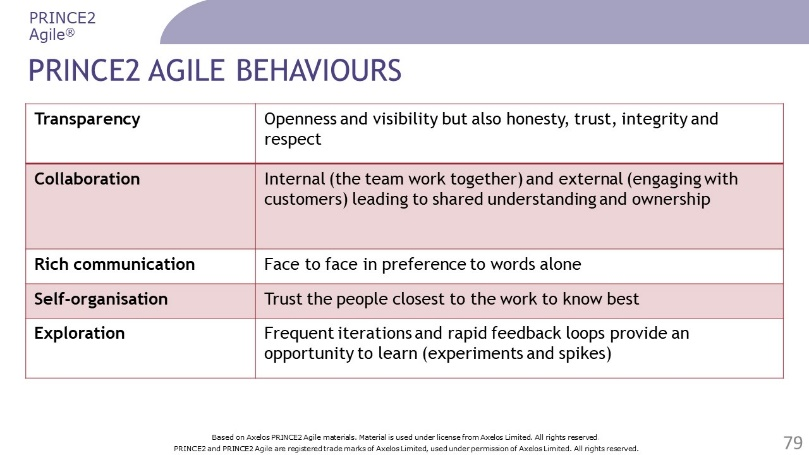 PRINCE2
Agile®
PRINCE2 AGILE BEHAVIOURS
Transparency
Openness and visibility but also honesty, trust, integrity and
respect
Collaboration
Internal (the team work together) and external (engaging with
customers) leading to shared understanding and ownership
Rich communication
Face to face in preference to words alone
Self-organisation
Trust the people closest to the work to know best
Exploration
Frequent iterations and rapid feedback loops provide an
opportunity to learn (experiments and spikes)
Based on Axelos PRINCE2 Agile materials. Material is used under license from Axelos Limited. All rights reserved
PRINCE2 and PRINCE2 Agile are registered trade marks of Axelos Limited, used under permission of Axelos Limited. All rights reserved.
79